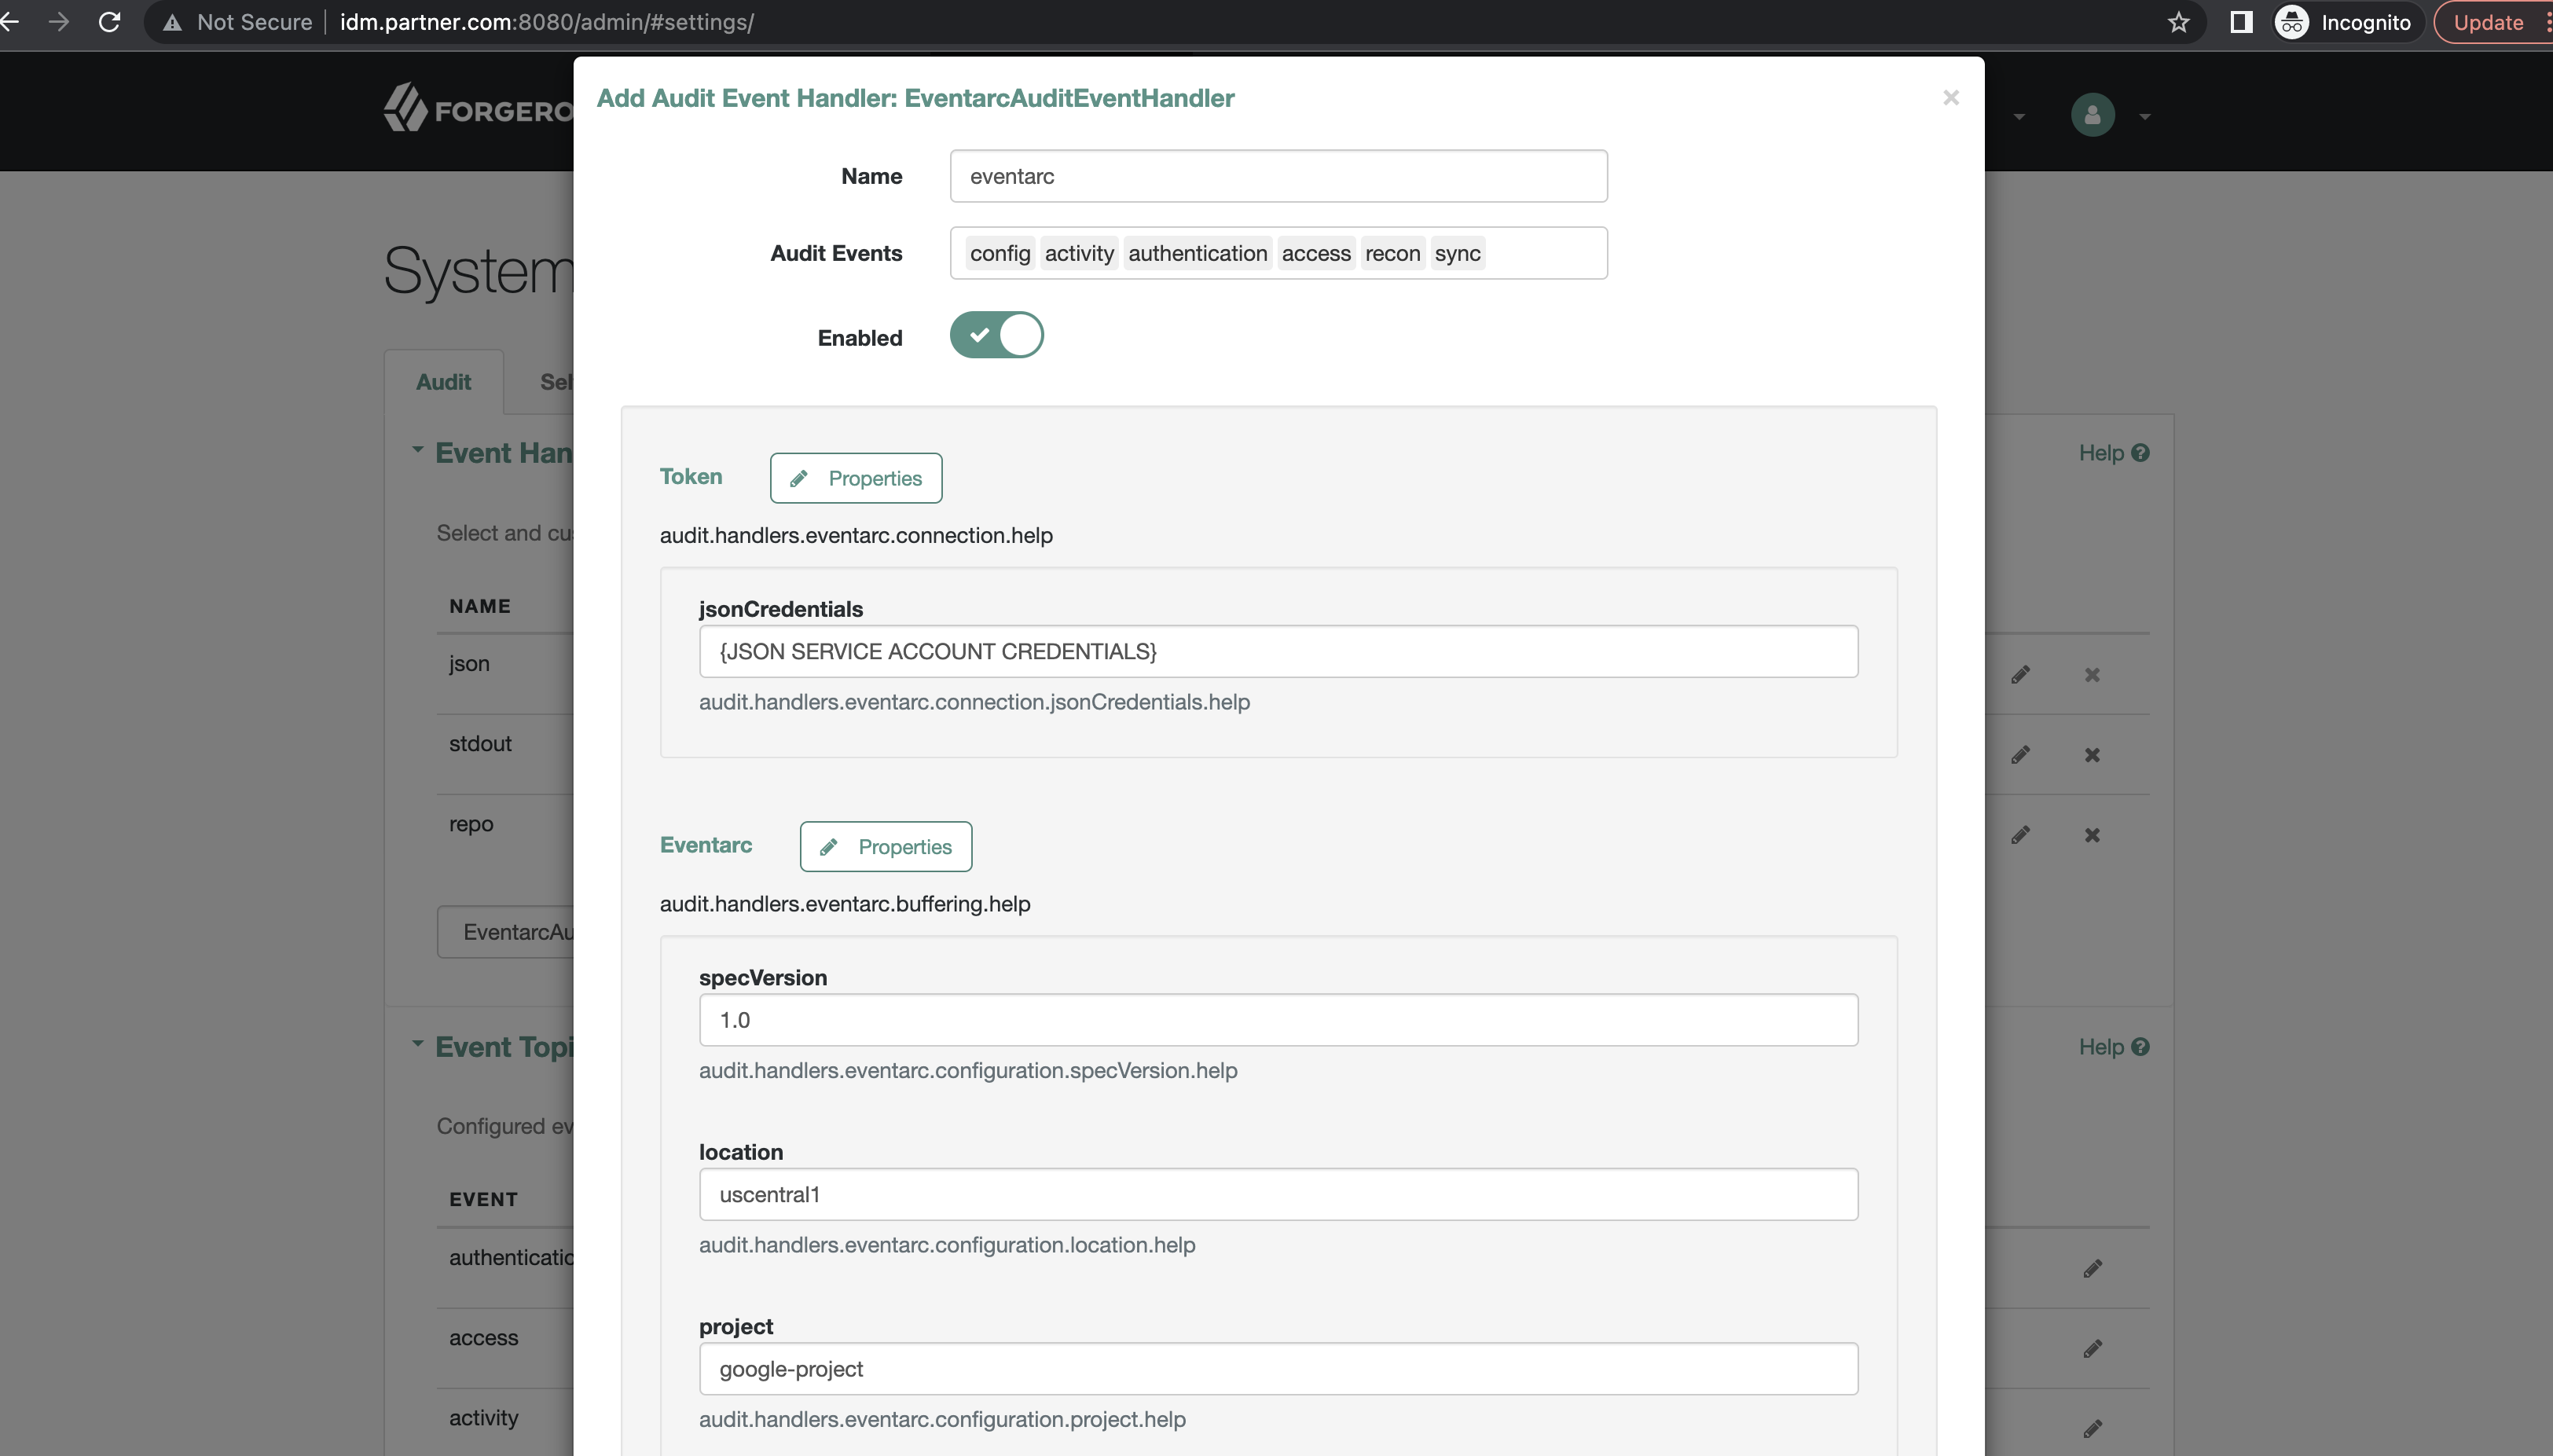 Not Secure idm.partner.com:8080/admin/#settings/ Incognito Update
FORGERO
Add Audit Event Handler: EventarcAuditEventHandler ×
Name eventarc
Audit Events config activity authentication access recon sync
System
Enabled
Audit Sel
Event Han Help
Token Properties
Select and cu
audit.handlers.eventarc.connection.help
NAME
jsonCredentials
json
{JSON SERVICE ACCOUNT CREDENTIALS}
audit.handlers.eventarc.connection.jsonCredentials.help
stdout
repo
Eventarc Properties
audit.handlers.eventarc.buffering.help
EventarcAu
specVersion
1.0
Event Topi Help
audit.handlers.eventarc.configuration.specVersion.help
Configured ev
location
EVENT
uscentral1
audit.handlers.eventarc.configuration.location.help
authenticatio
project
access
google-project
audit.handlers.eventarc.configuration.project.help
activity